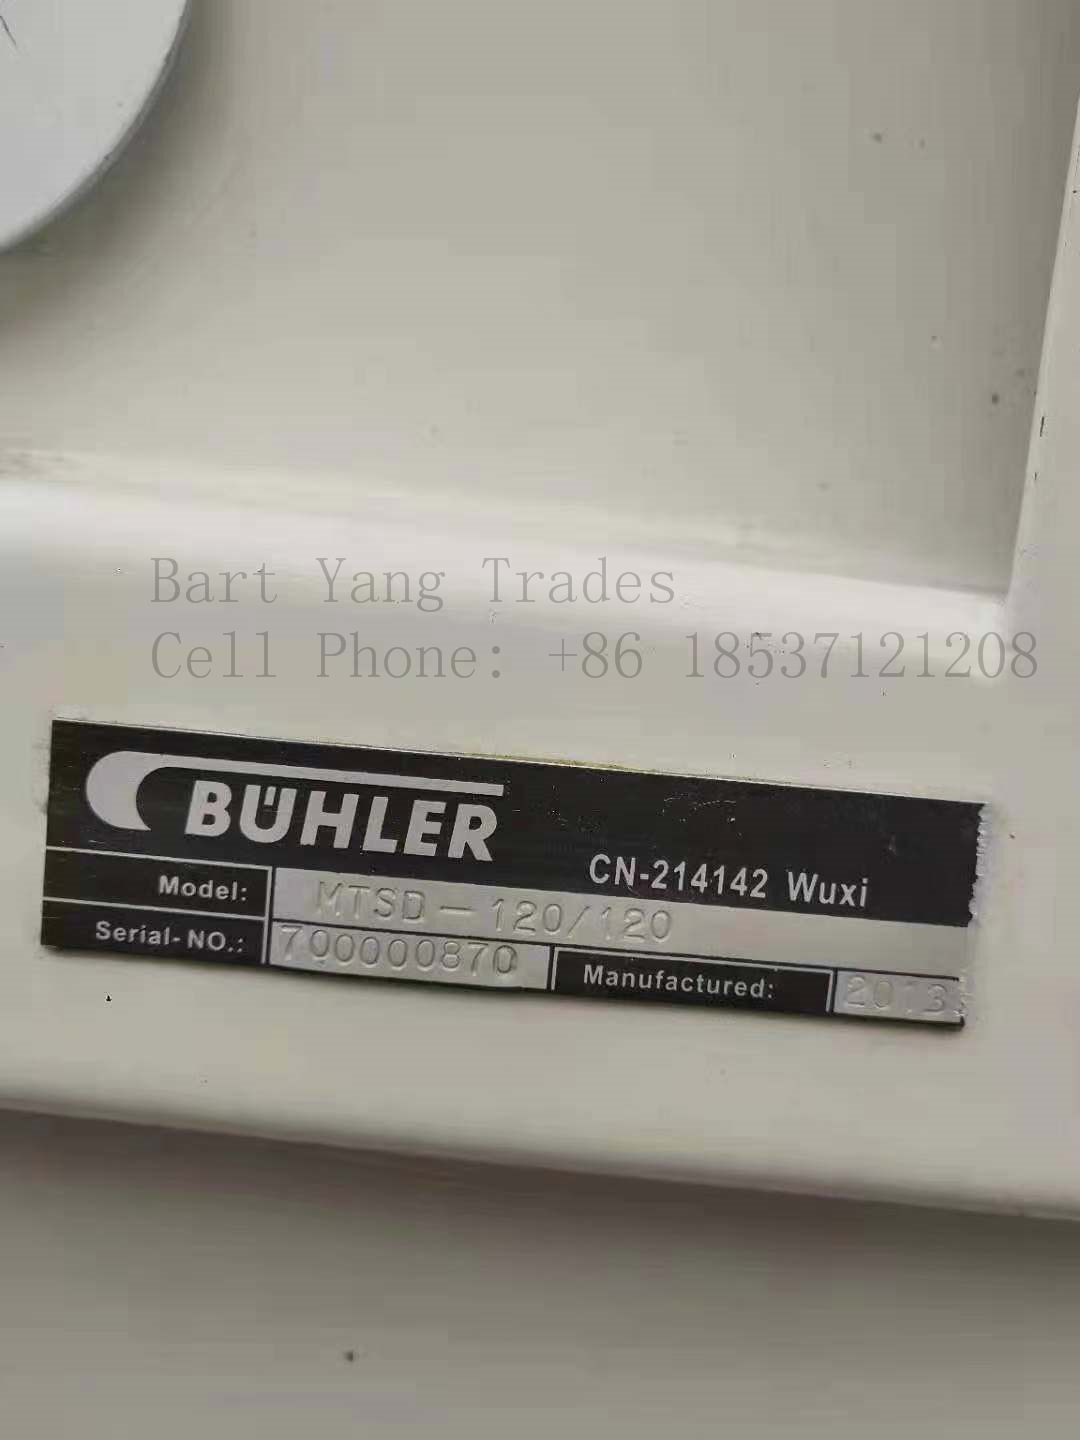 Bart Yang Trades
Cell Phone: +86 18537121208
BÜHLER
CN-214142 Wuxi
Model: MTSD-120/120
Serial-NO.: 700000870 Manufactured: 2013